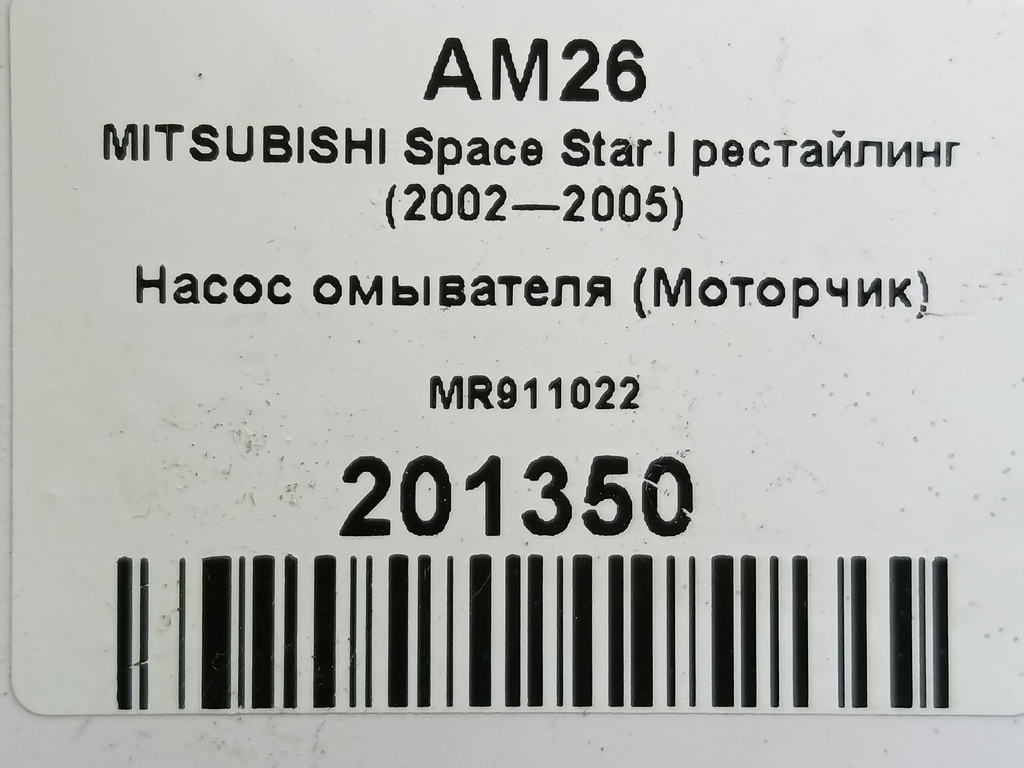 AM26
MITSUBISHI Space Star I рестайлинг
(2002—2005)
Насос омывателя (Моторчик)
MR911022
201350